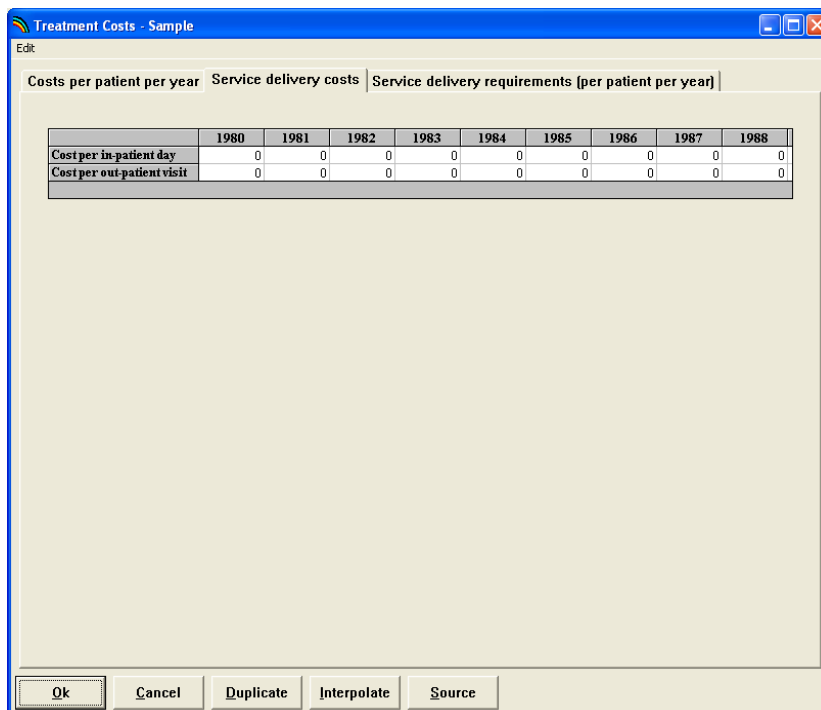 Treatment Costs - Sample
Edit
Costs per patient per year Service delivery costs Service delivery requirements (per patient per year)
1980 1981 1982 1983 1984 1985 1986 1987 1988
Cost per in-patient day 0 0 0 0 0 0 0 0 0
Cost per out-patient visit 0 0 0 0 0 0 0 0 0
Ok Cancel Duplicate Interpolate Source